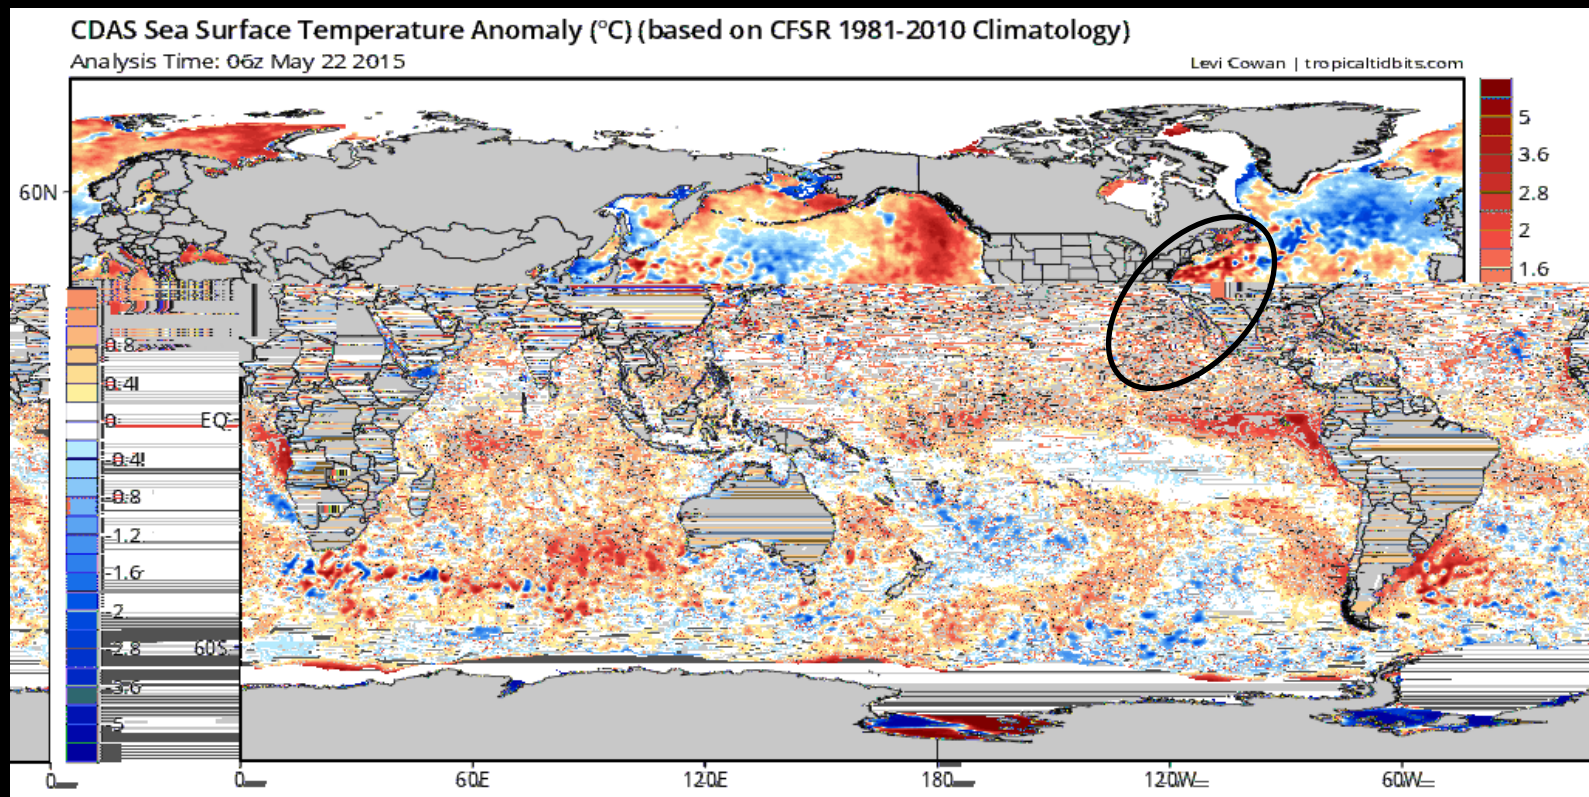 CDAS Sea Surface Temperature Anomaly (°C) (based on CFSR 1981-2010 Climatology)
Analysis Time: 06z May 22 2015
Levi Cowan | tropicaltidbits.com
5
3.6
2.8
2
1.6
60N
0.8
0.4
0
EQ
-0.4
-0.8
-1.2
-1.6
-2
-2.8
60S
-3.6
-5
0
0
60E
120E
180
120W
60W